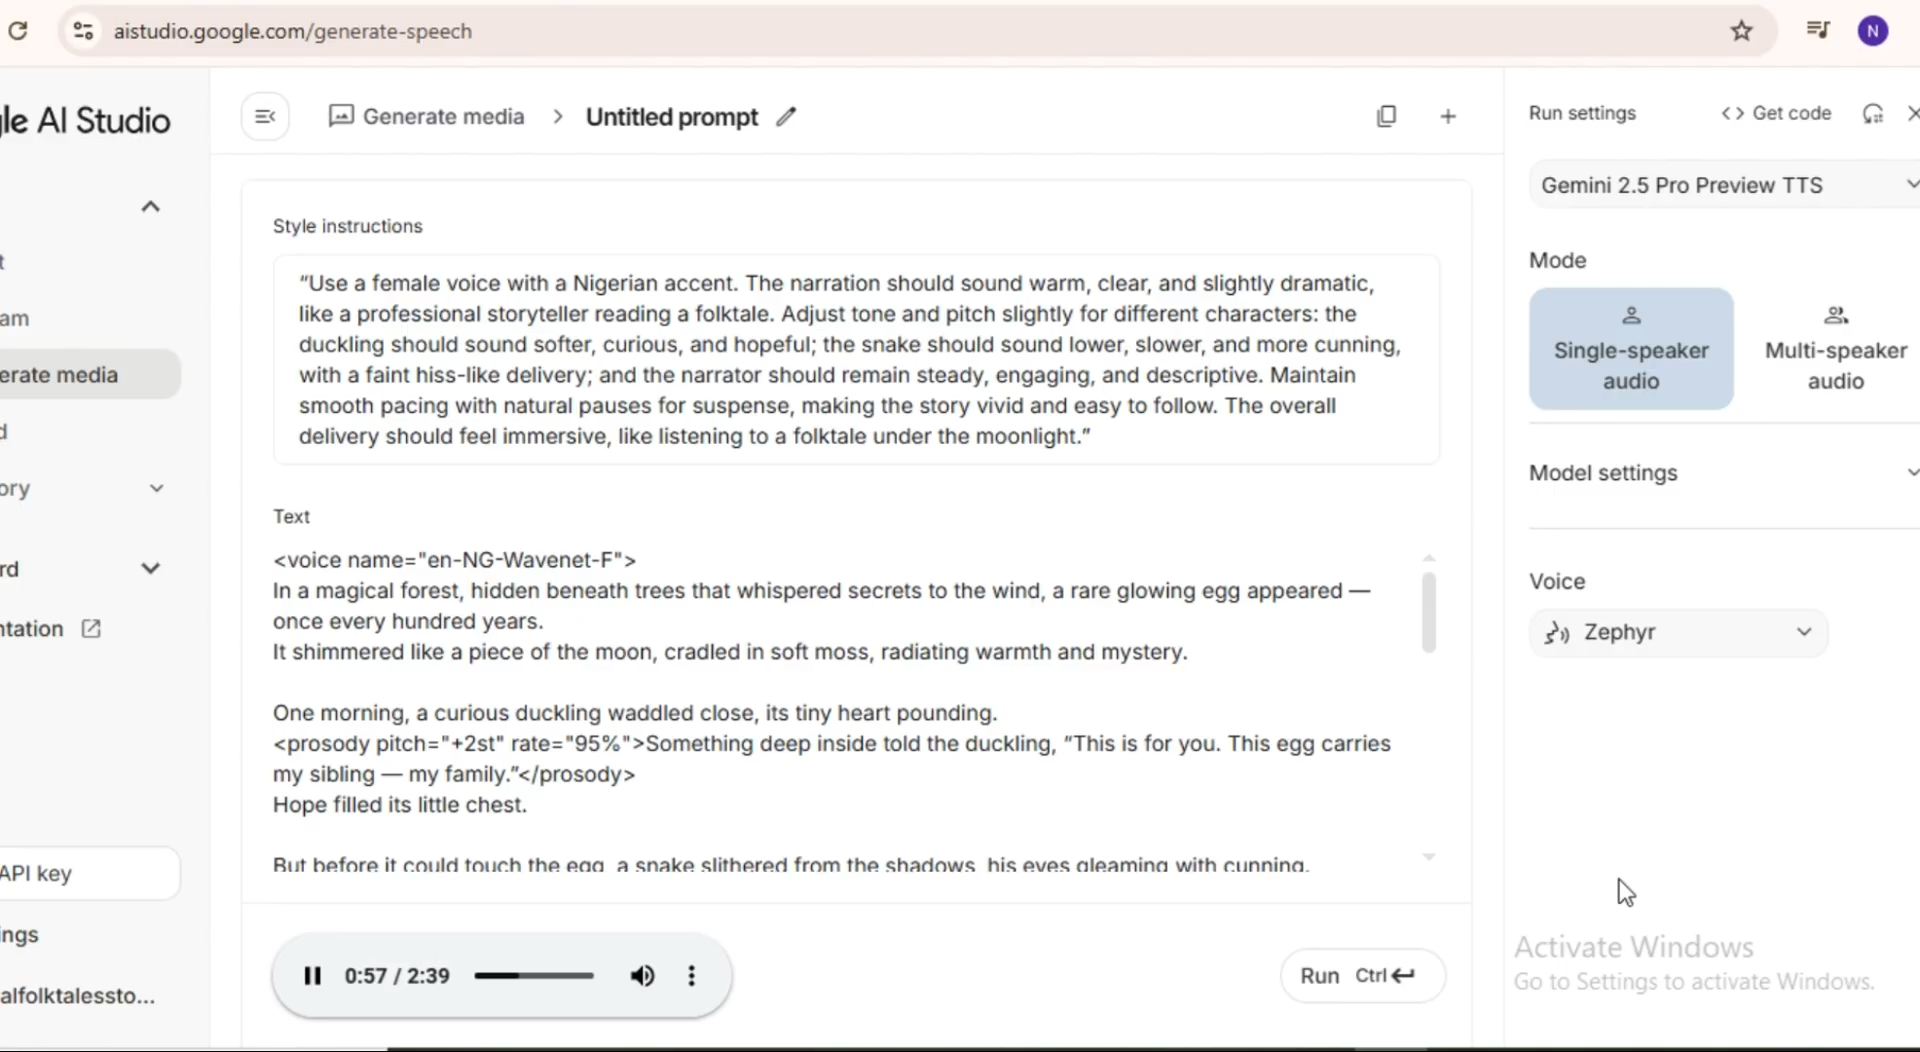 aistudio.google.com/generate-speech
N
le AI Studio
Generate media > Untitled prompt
Run settings
<> Get code
Gemini 2.5 Pro Preview TTS
Style instructions
“Use a female voice with a Nigerian accent. The narration should sound warm, clear, and slightly dramatic,
like a professional storyteller reading a folktale. Adjust tone and pitch slightly for different characters: the
duckling should sound softer, curious, and hopeful; the snake should sound lower, slower, and more cunning,
with a faint hiss-like delivery; and the narrator should remain steady, engaging, and descriptive. Maintain
smooth pacing with natural pauses for suspense, making the story vivid and easy to follow. The overall
delivery should feel immersive, like listening to a folktale under the moonlight.”
Mode
Single-speaker
audio
Multi-speaker
audio
Model settings
Text
<voice name="en-NG-Wavenet-F">
In a magical forest, hidden beneath trees that whispered secrets to the wind, a rare glowing egg appeared —
once every hundred years.
It shimmered like a piece of the moon, cradled in soft moss, radiating warmth and mystery.
One morning, a curious duckling waddled close, its tiny heart pounding.
<prosody pitch="+2st" rate="95%">Something deep inside told the duckling, “This is for you. This egg carries
my sibling — my family.”</prosody>
Hope filled its little chest.
But before it could touch the egg, a snake slithered from the shadows, his eyes gleaming with cunning.
Voice
Zephyr
t
am
erate media
d
ory
rd
ntation
API key
ings
alfolktalessto...
0:57 / 2:39
Run Ctrl
Activate Windows
Go to Settings to activate Windows.